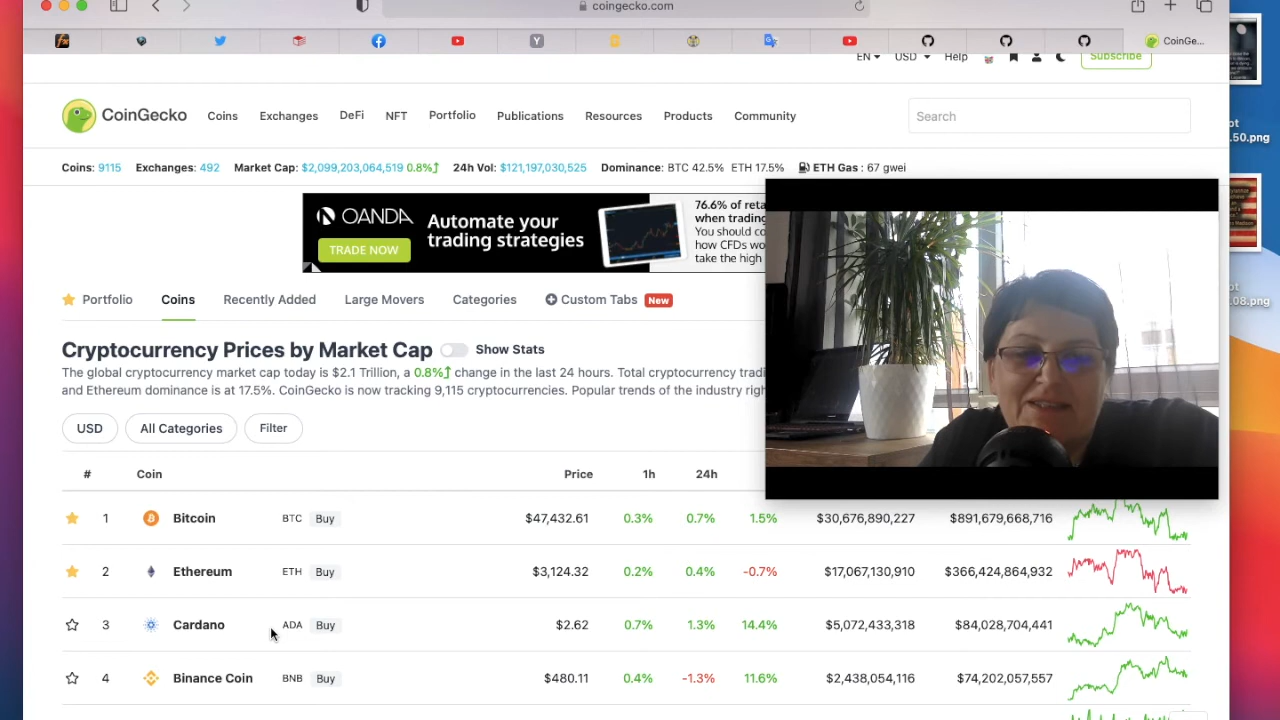 coingecko.com
CoinGe...
EN USD Help Subscribe
CoinGecko Coins Exchanges DeFi NFT Portfolio Publications Resources Products Community Search
Coins: 9115 Exchanges: 492 Market Cap: $2,099,203,064,519 0.8% 24h Vol: $121,197,030,525 Dominance: BTC 42.5% ETH 17.5% ETH Gas : 67 gwei
OANDA
TRADE NOW
Automate your
trading strategies
76.6% of reta
when trading
You should co
how CFDs wo
take the high
Portfolio Coins Recently Added Large Movers Categories Custom Tabs New
Cryptocurrency Prices by Market Cap Show Stats
The global cryptocurrency market cap today is $2.1 Trillion, a 0.8% change in the last 24 hours. Total cryptocurrency tradi
and Ethereum dominance is at 17.5%. CoinGecko is now tracking 9,115 cryptocurrencies. Popular trends of the industry righ
USD All Categories Filter
# Coin Price 1h 24h
1 Bitcoin BTC Buy $47,432.61 0.3% 0.7% 1.5% $30,676,890,227 $891,679,668,716
2 Ethereum ETH Buy $3,124.32 0.2% 0.4% -0.7% $17,067,130,910 $366,424,864,932
3 Cardano ADA Buy $2.62 0.7% 1.3% 14.4% $5,072,433,318 $84,028,704,441
4 Binance Coin BNB Buy $480.11 0.4% -1.3% 11.6% $2,438,054,116 $74,202,057,557
ot
.50.png
ot
.08.png